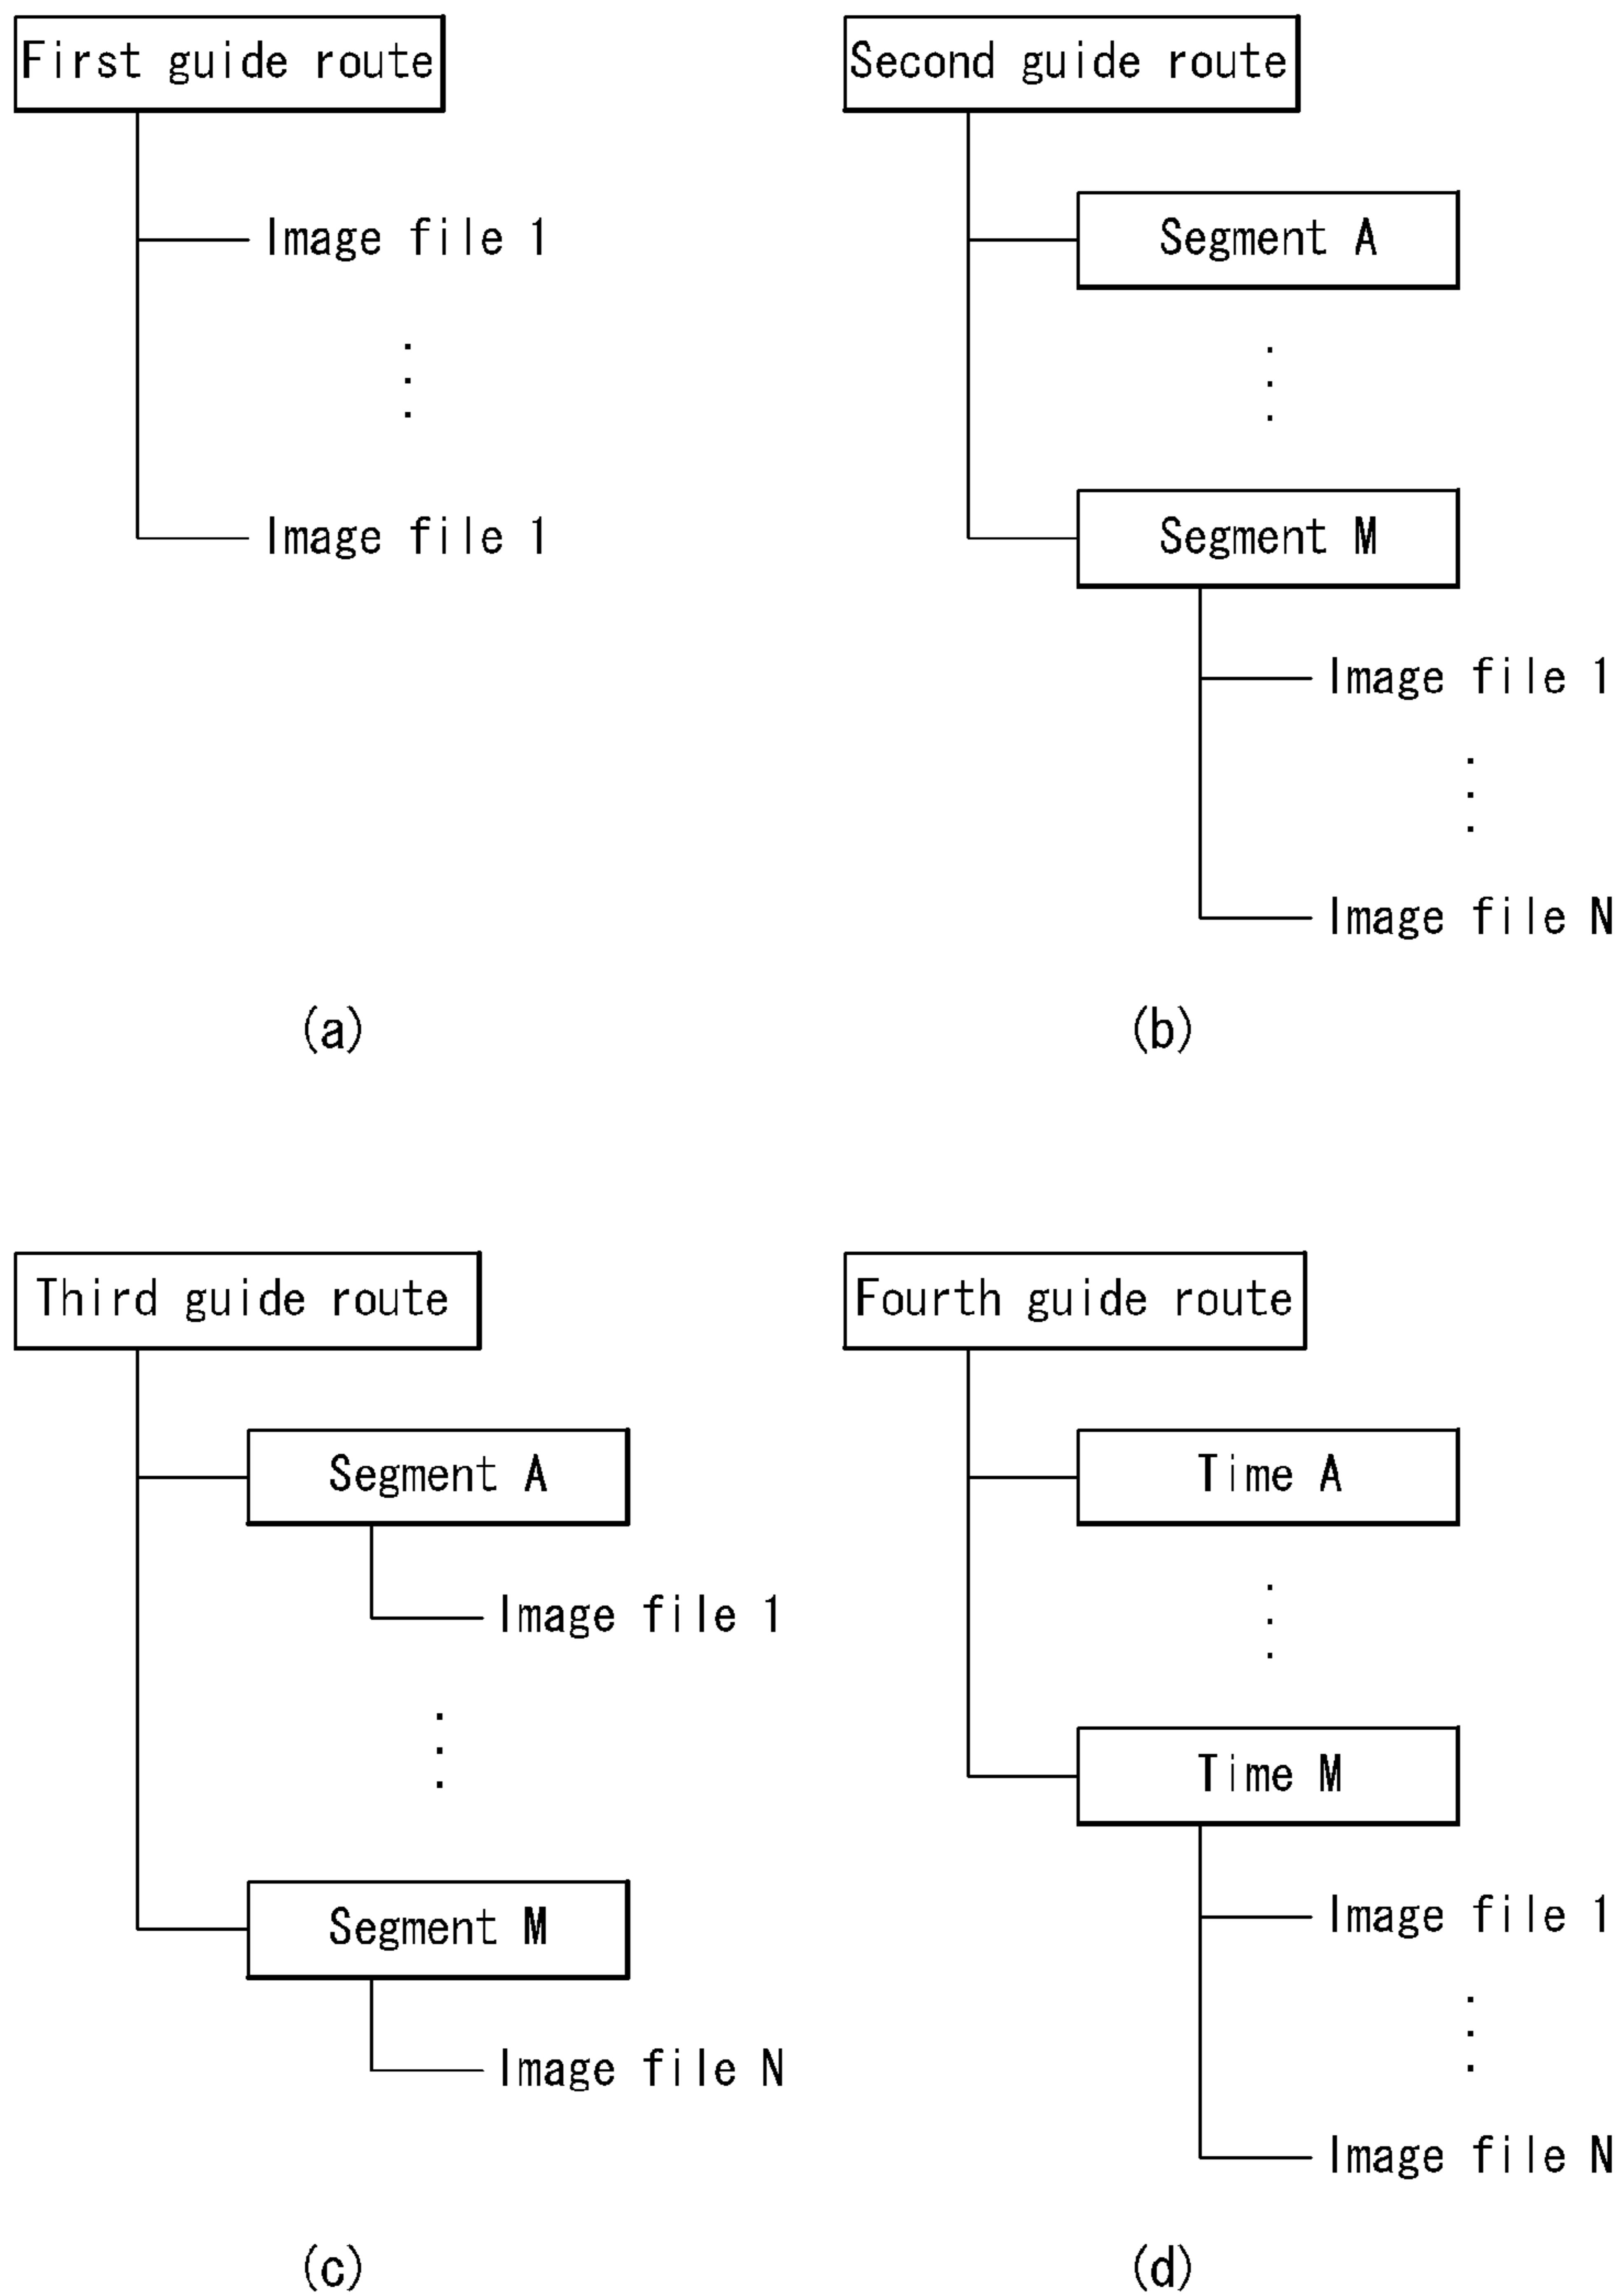 First guide route
Image file 1
Image file 1
(a)
Second guide route
Segment A
Segment M
Image file 1
Image file N
(b)
Third guide route
Segment A
Image file 1
Segment M
Image file N
(c)
Fourth guide route
Time A
Time M
Image file 1
Image file N
(d)